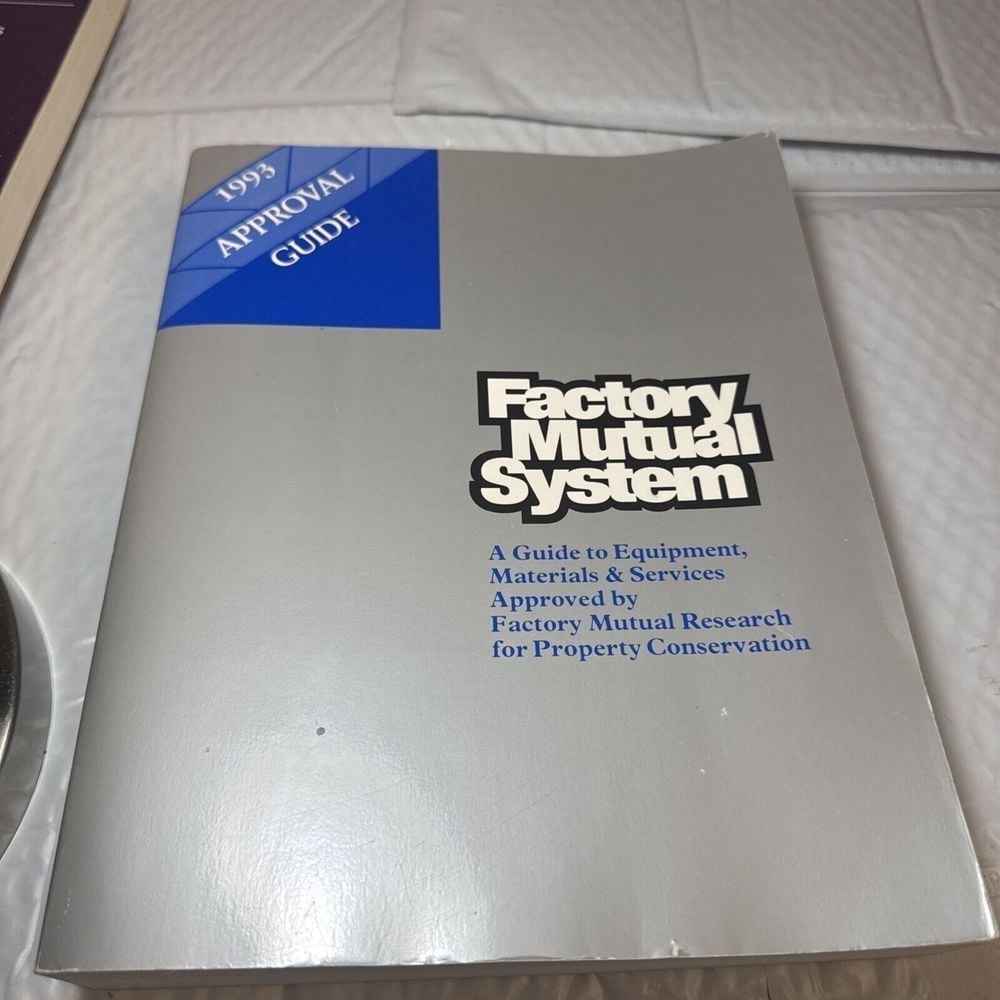 1993
APPROVAL
GUIDE
Factory
Mutual
System
A Guide to Equipment,
Materials & Services
Approved by
Factory Mutual Research
for Property Conservation